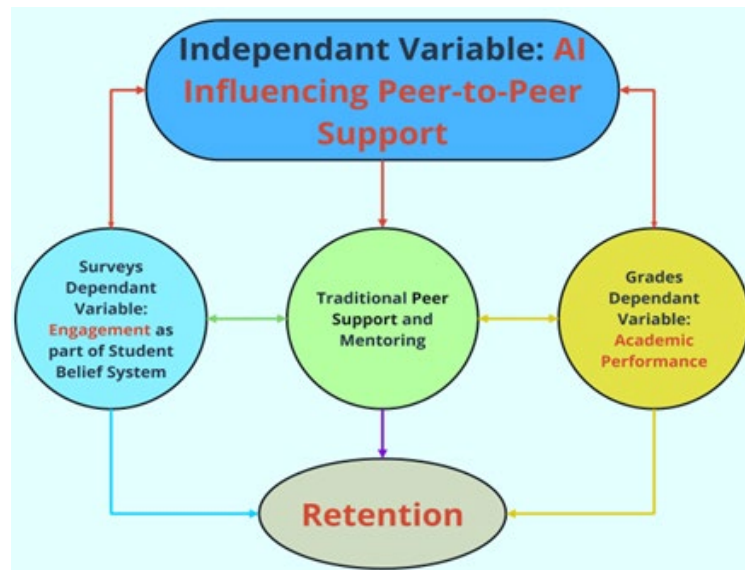 Independant Variable: AI
Influencing Peer-to-Peer
Support
Surveys
Dependant
Variable:
Engagement as
part of Student
Belief System
Traditional Peer
Support and
Mentoring
Grades
Dependant
Variable:
Academic
Performance
Retention